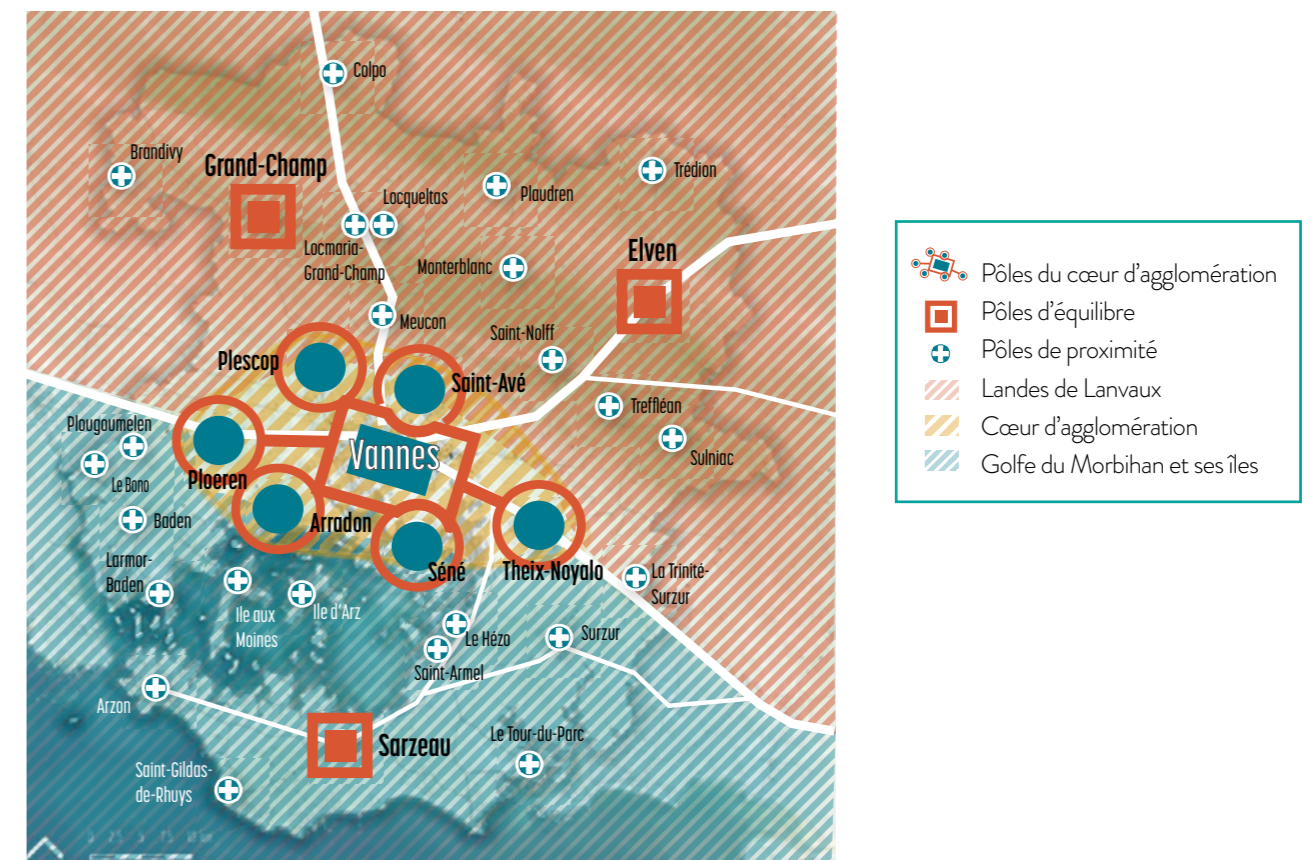 Colpo
Brandivy
Grand-Champ
Trédion
Plaudren
Locqueltas
Locmaria-
Grand-Champ
Monterblanc
Elven
Meucon
Saint-Nolff
Plescop
Saint-Avé
Treffléan
Plougoumelen
Vannes
Sulniac
Le Bono
Ploeren
Baden
Arradon
Larmor-
Baden
Séné
Theix-Noyalo
La Trinité-
Surzur
Ile aux
Moines
Ile d'Arz
Le Hézo
Surzur
Saint-Armel
Arzon
Sarzeau
Le Tour-du-Parc
Saint-Gildas-
de-Rhuys
Pôles du cœur d'agglomération
Pôles d'équilibre
Pôles de proximité
Landes de Lanvaux
Cœur d'agglomération
Golfe du Morbihan et ses îles